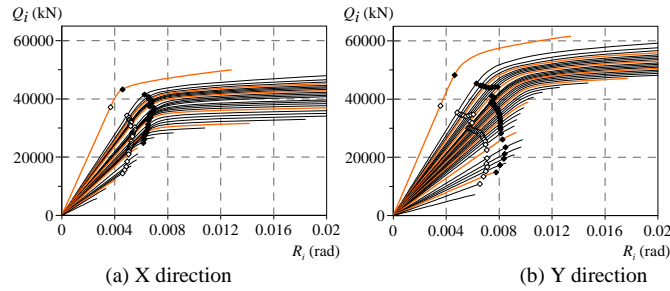 Qi (kN)
60000
40000
20000
0
0 0.004 0.008 0.012 0.016 0.02
Ri (rad)
(a) X direction
Qi (kN)
60000
40000
20000
0
0 0.004 0.008 0.012 0.016 0.02
Ri (rad)
(b) Y direction